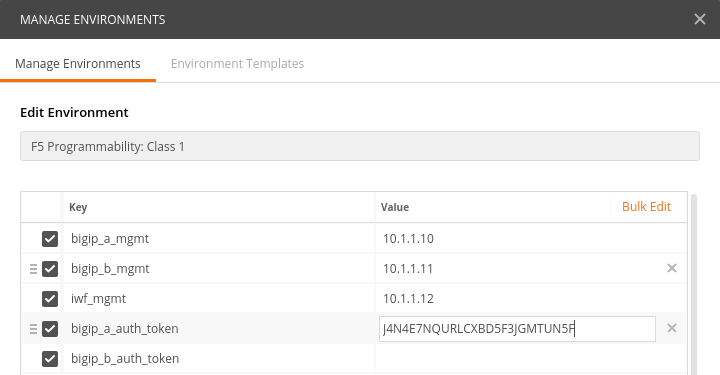 MANAGE ENVIRONMENTS
Manage Environments Environment Templates
Edit Environment
F5 Programmability: Class 1
Key Value Bulk Edit
bigip_a_mgmt 10.1.1.10
bigip_b_mgmt 10.1.1.11
iwf_mgmt 10.1.1.12
bigip_a_auth_token J4N4E7NQURLCXBD5F3JGMTUN5F
bigip_b_auth_token